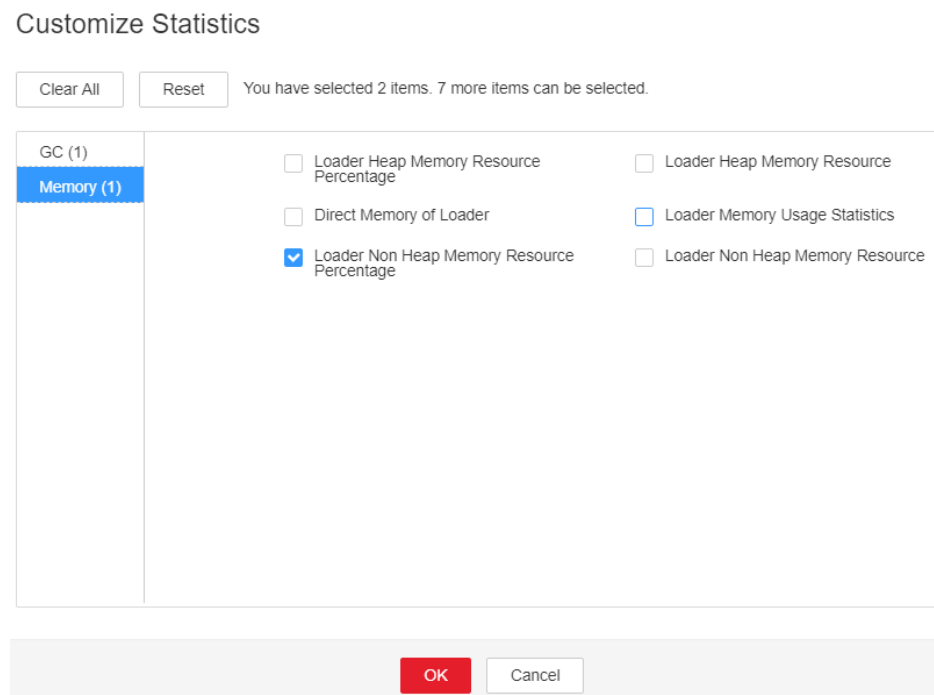 Customize Statistics
Clear All
Reset
You have selected 2 items. 7 more items can be selected.
GC (1)
Memory (1)
Loader Heap Memory Resource
Percentage
Loader Heap Memory Resource
Direct Memory of Loader
Loader Memory Usage Statistics
Loader Non Heap Memory Resource
Percentage
Loader Non Heap Memory Resource
OK
Cancel